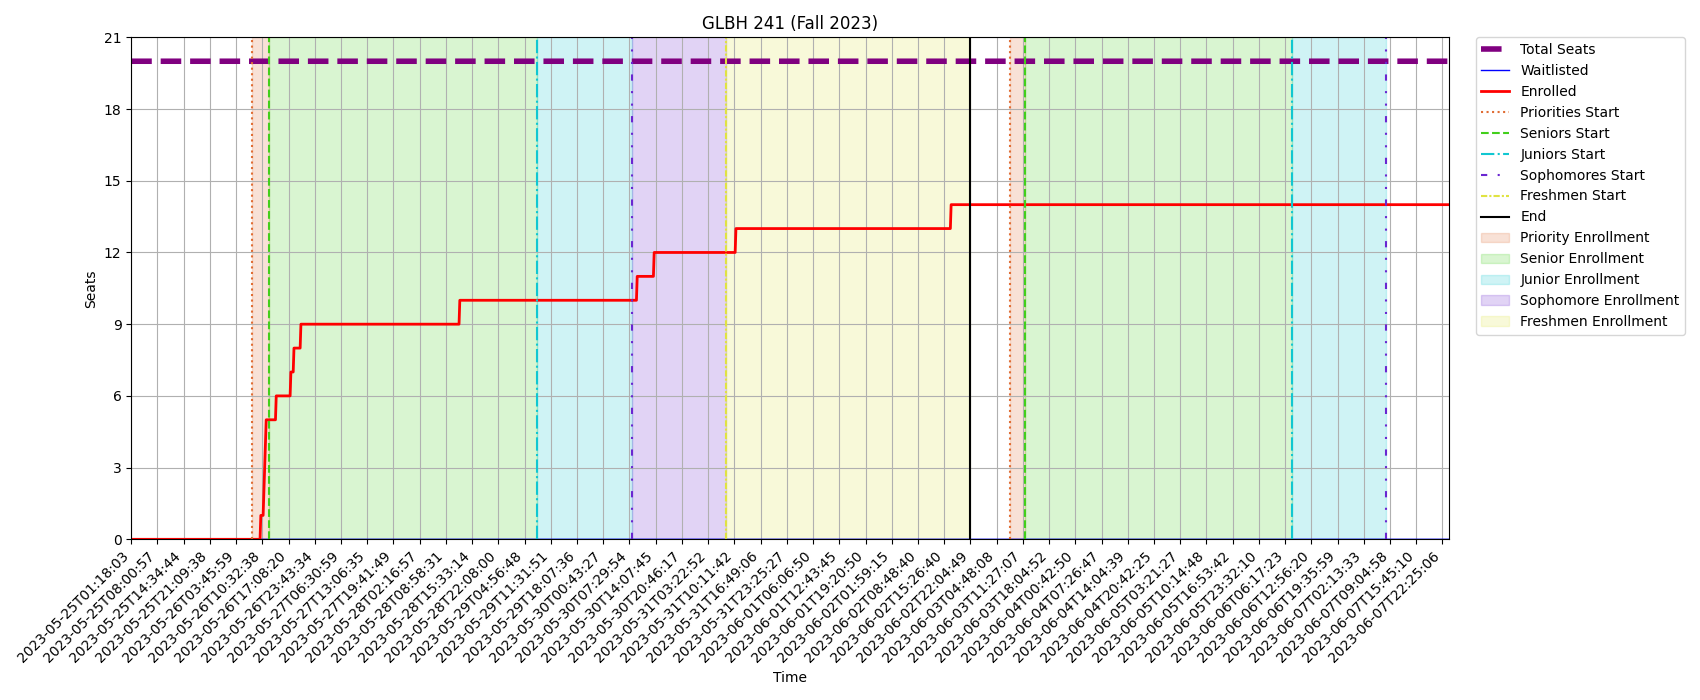 GLBH 241 (Fall 2023)
21
18
15
12
9
6
3
0
Seats
2023-05-25T01:18:03
2023-05-25T08:00:57
2023-05-25T14:34:44
2023-05-25T21:09:38
2023-05-26T03:45:59
2023-05-26T10:32:38
2023-05-26T17:08:20
2023-05-26T23:43:34
2023-05-27T06:30:59
2023-05-27T13:06:35
2023-05-27T19:41:49
2023-05-28T02:16:57
2023-05-28T08:58:31
2023-05-28T15:33:14
2023-05-28T22:08:00
2023-05-29T04:56:48
2023-05-29T11:31:51
2023-05-29T18:07:36
2023-05-30T00:43:27
2023-05-30T07:29:54
2023-05-30T14:07:45
2023-05-30T20:46:17
2023-05-31T03:22:52
2023-05-31T10:11:42
2023-05-31T16:49:06
2023-05-31T23:25:27
2023-06-01T06:06:50
2023-06-01T12:43:45
2023-06-01T19:20:50
2023-06-02T01:59:15
2023-06-02T08:48:40
2023-06-02T15:26:40
2023-06-02T22:04:49
2023-06-03T04:48:08
2023-06-03T11:27:07
2023-06-03T18:04:52
2023-06-04T00:42:50
2023-06-04T07:26:47
2023-06-04T14:04:39
2023-06-04T20:42:25
2023-06-05T03:21:27
2023-06-05T10:14:48
2023-06-05T16:53:42
2023-06-05T23:32:10
2023-06-06T06:17:23
2023-06-06T12:56:20
2023-06-06T19:35:59
2023-06-07T02:13:33
2023-06-07T09:04:58
2023-06-07T15:45:10
2023-06-07T22:25:06
Time
Total Seats
Waitlisted
Enrolled
Priorities Start
Seniors Start
Juniors Start
Sophomores Start
Freshmen Start
End
Priority Enrollment
Senior Enrollment
Junior Enrollment
Sophomore Enrollment
Freshmen Enrollment